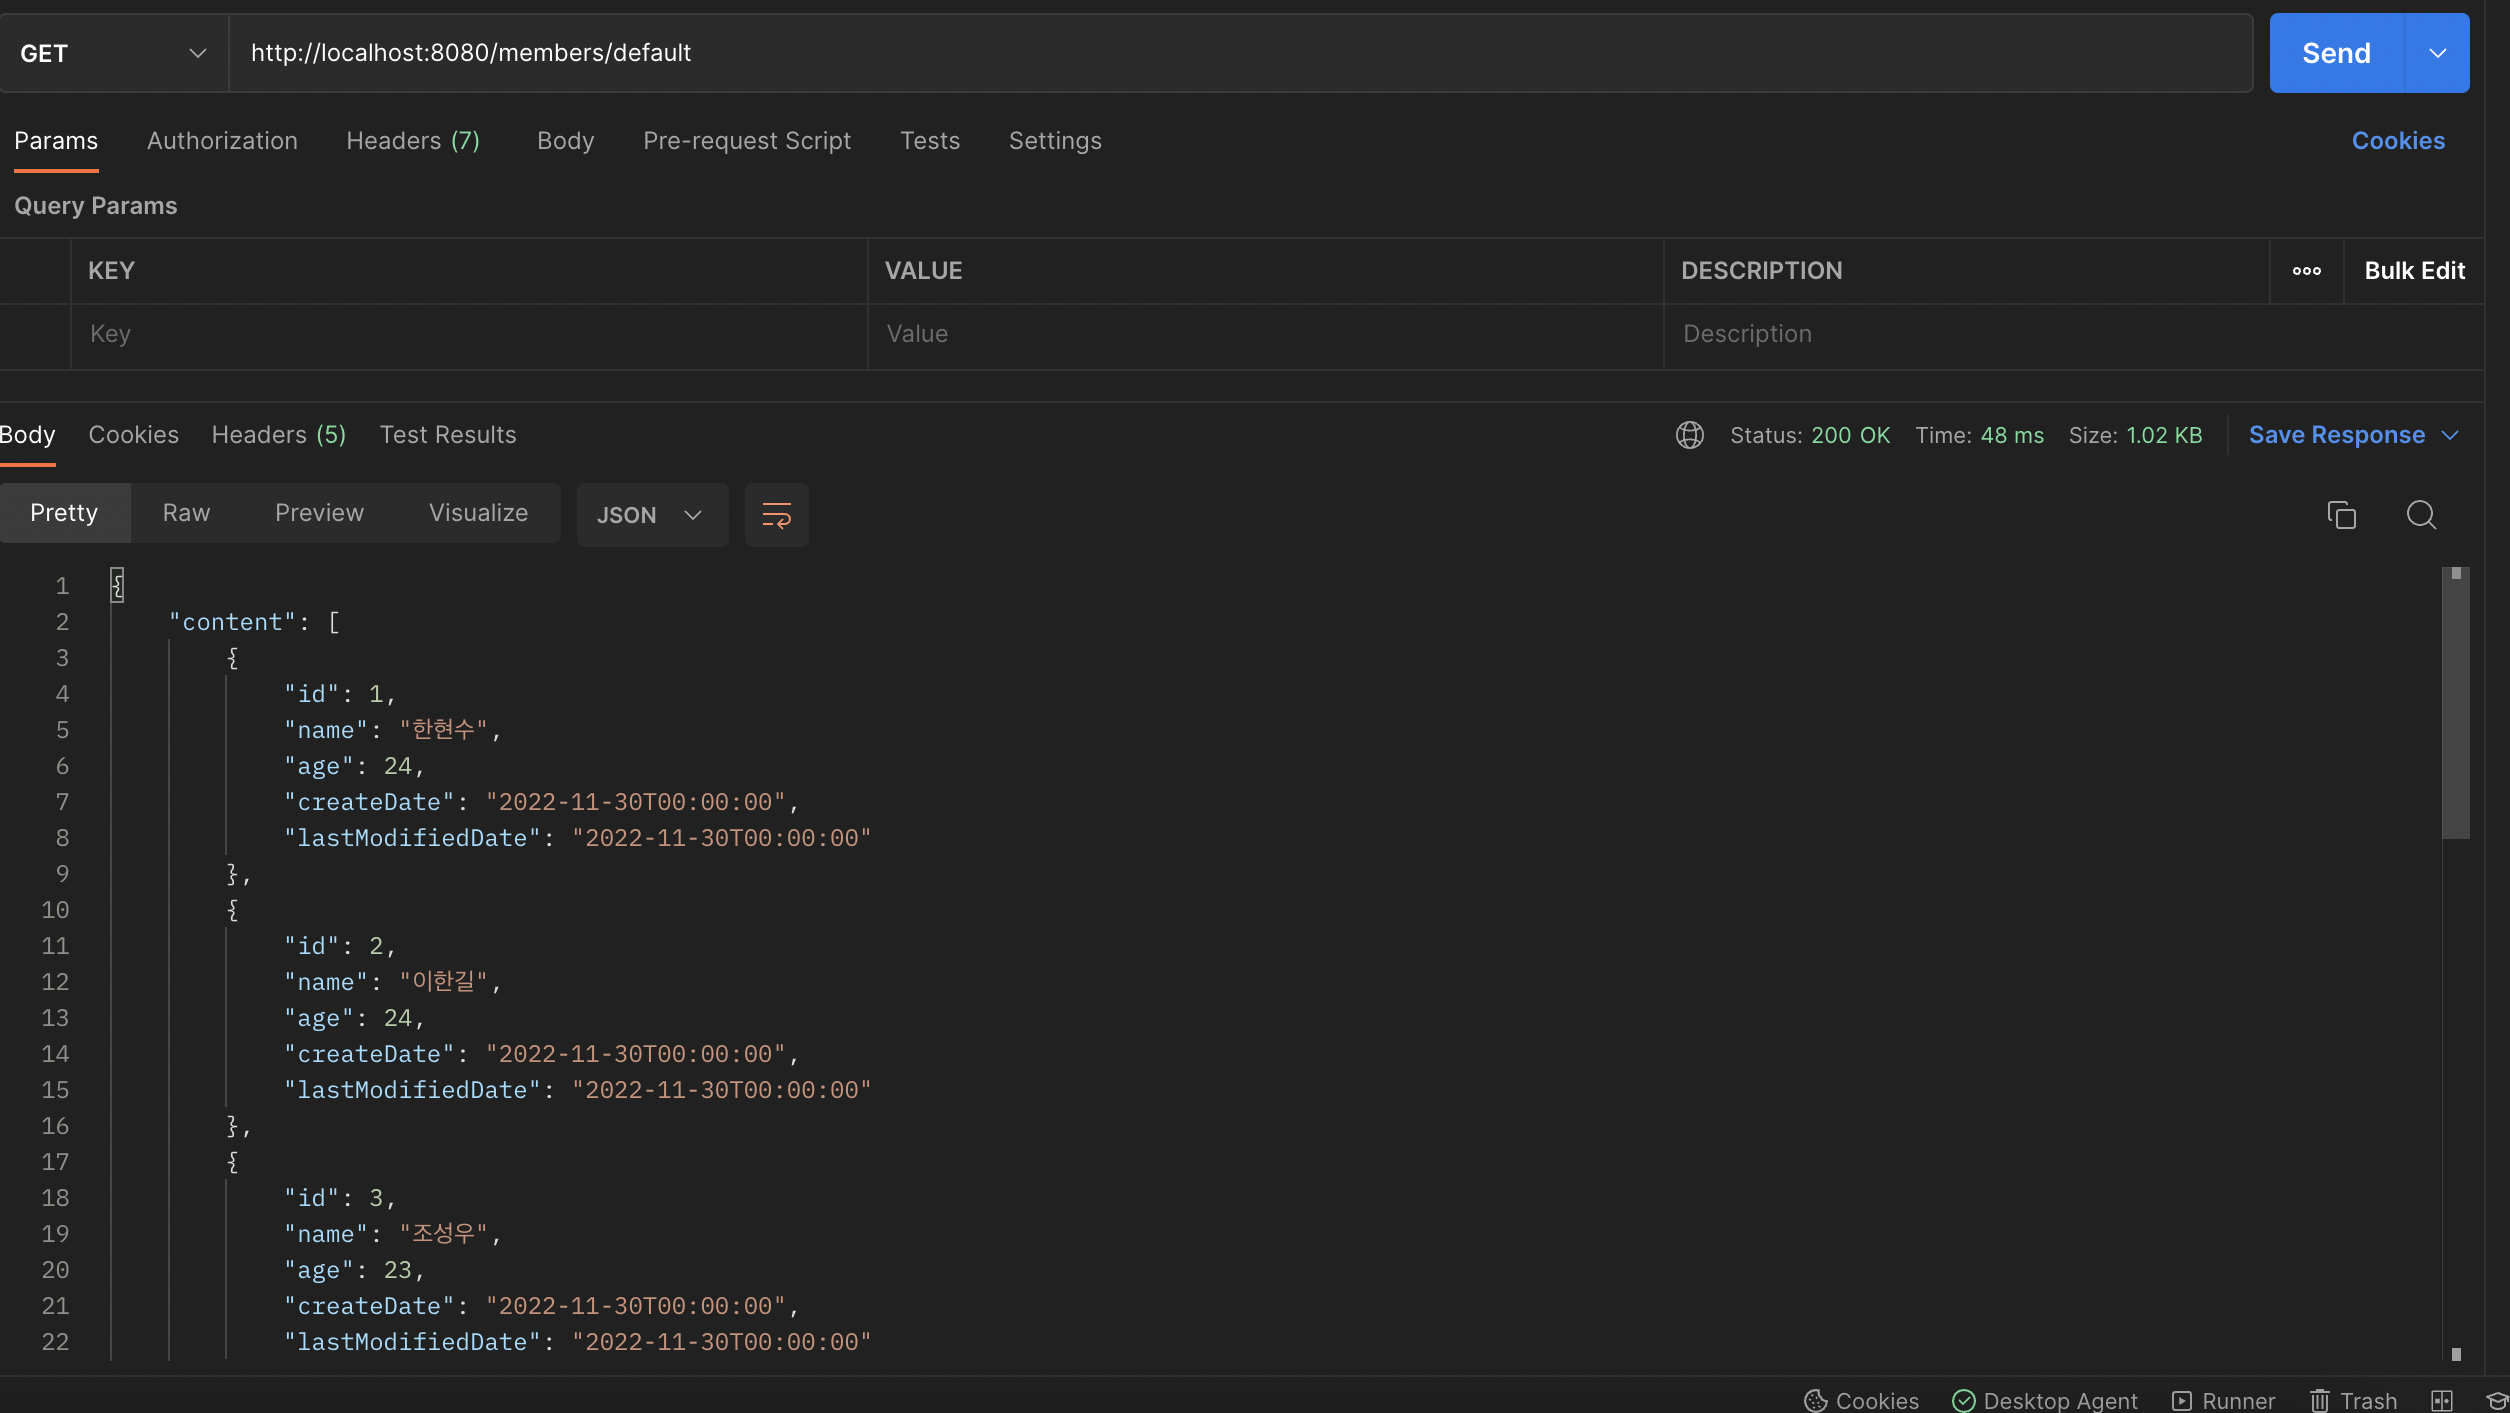 GET http://localhost:8080/members/default Send
Params Authorization Headers (7) Body Pre-request Script Tests Settings Cookies
Query Params
KEY VALUE DESCRIPTION Bulk Edit
Key Value Description
Body Cookies Headers (5) Test Results Status: 200 OK Time: 48 ms Size: 1.02 KB Save Response
Pretty Raw Preview Visualize JSON
1 {
2 "content": [
3 {
4 "id": 1,
5 "name": "한현수",
6 "age": 24,
7 "createDate": "2022-11-30T00:00:00",
8 "lastModifiedDate": "2022-11-30T00:00:00"
9 },
10 {
11 "id": 2,
12 "name": "이한길",
13 "age": 24,
14 "createDate": "2022-11-30T00:00:00",
15 "lastModifiedDate": "2022-11-30T00:00:00"
16 },
17 {
18 "id": 3,
19 "name": "조성우",
20 "age": 23,
21 "createDate": "2022-11-30T00:00:00",
22 "lastModifiedDate": "2022-11-30T00:00:00"
Cookies Desktop Agent Runner Trash